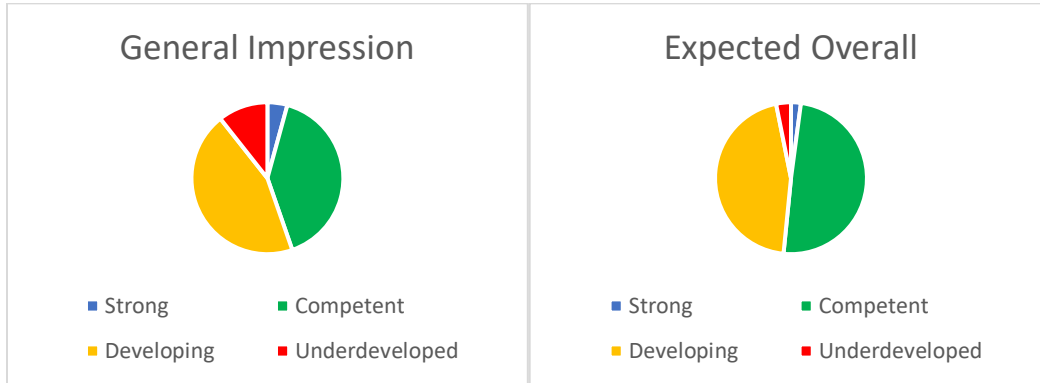 General Impression
Strong
Competent
Developing
Underdeveloped
Expected Overall
Strong
Competent
Developing
Underdeveloped